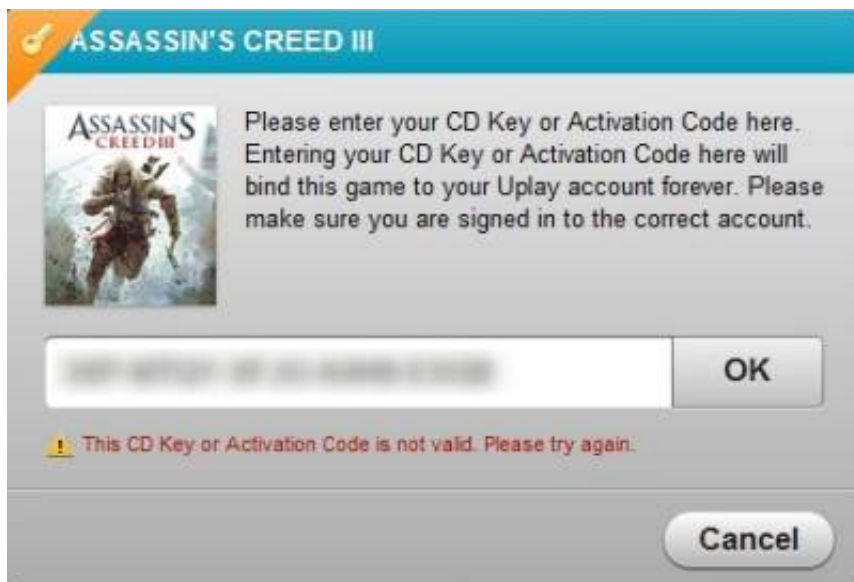 ASSASSIN'S CREED III
ASSASSIN'S
CREED III
Please enter your CD Key or Activation Code here.
Entering your CD Key or Activation Code here will
bind this game to your Uplay account forever. Please
make sure you are signed in to the correct account.
OK
This CD Key or Activation Code is not valid. Please try again.
Cancel